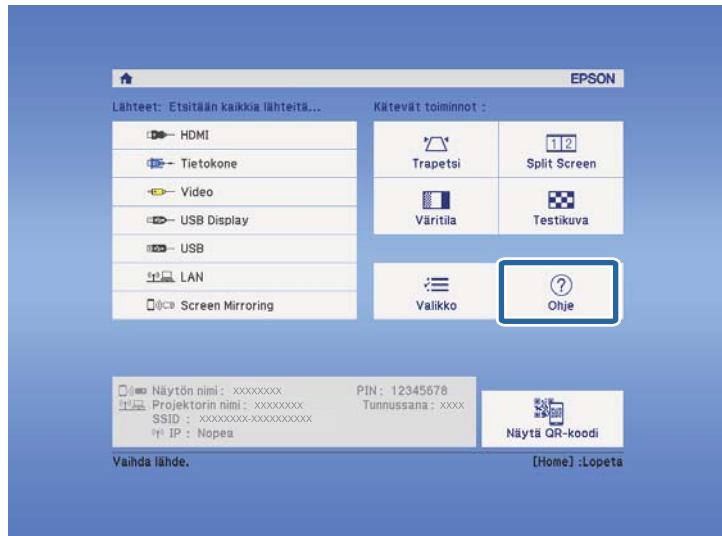 EPSON
Lähteet: Etsitään kaikkia lähteitä...
HDMI
Tietokone
Video
USB Display
USB
LAN
Screen Mirroring
Kätevät toiminnot :
Trapetsi
1 2
Split Screen
Väritila
Testikuva
Valikko
?
Ohje
Näytön nimi : xxxxxxxx
PIN : 12345678
Projektorin nimi : xxxxxxxx
Tunnussana : xxxx
SSID : xxxxxxxx-xxxxxxxxxx
IP : Nopea
Näytä QR-koodi
Vaihda lähde.
[Home] :Lopeta